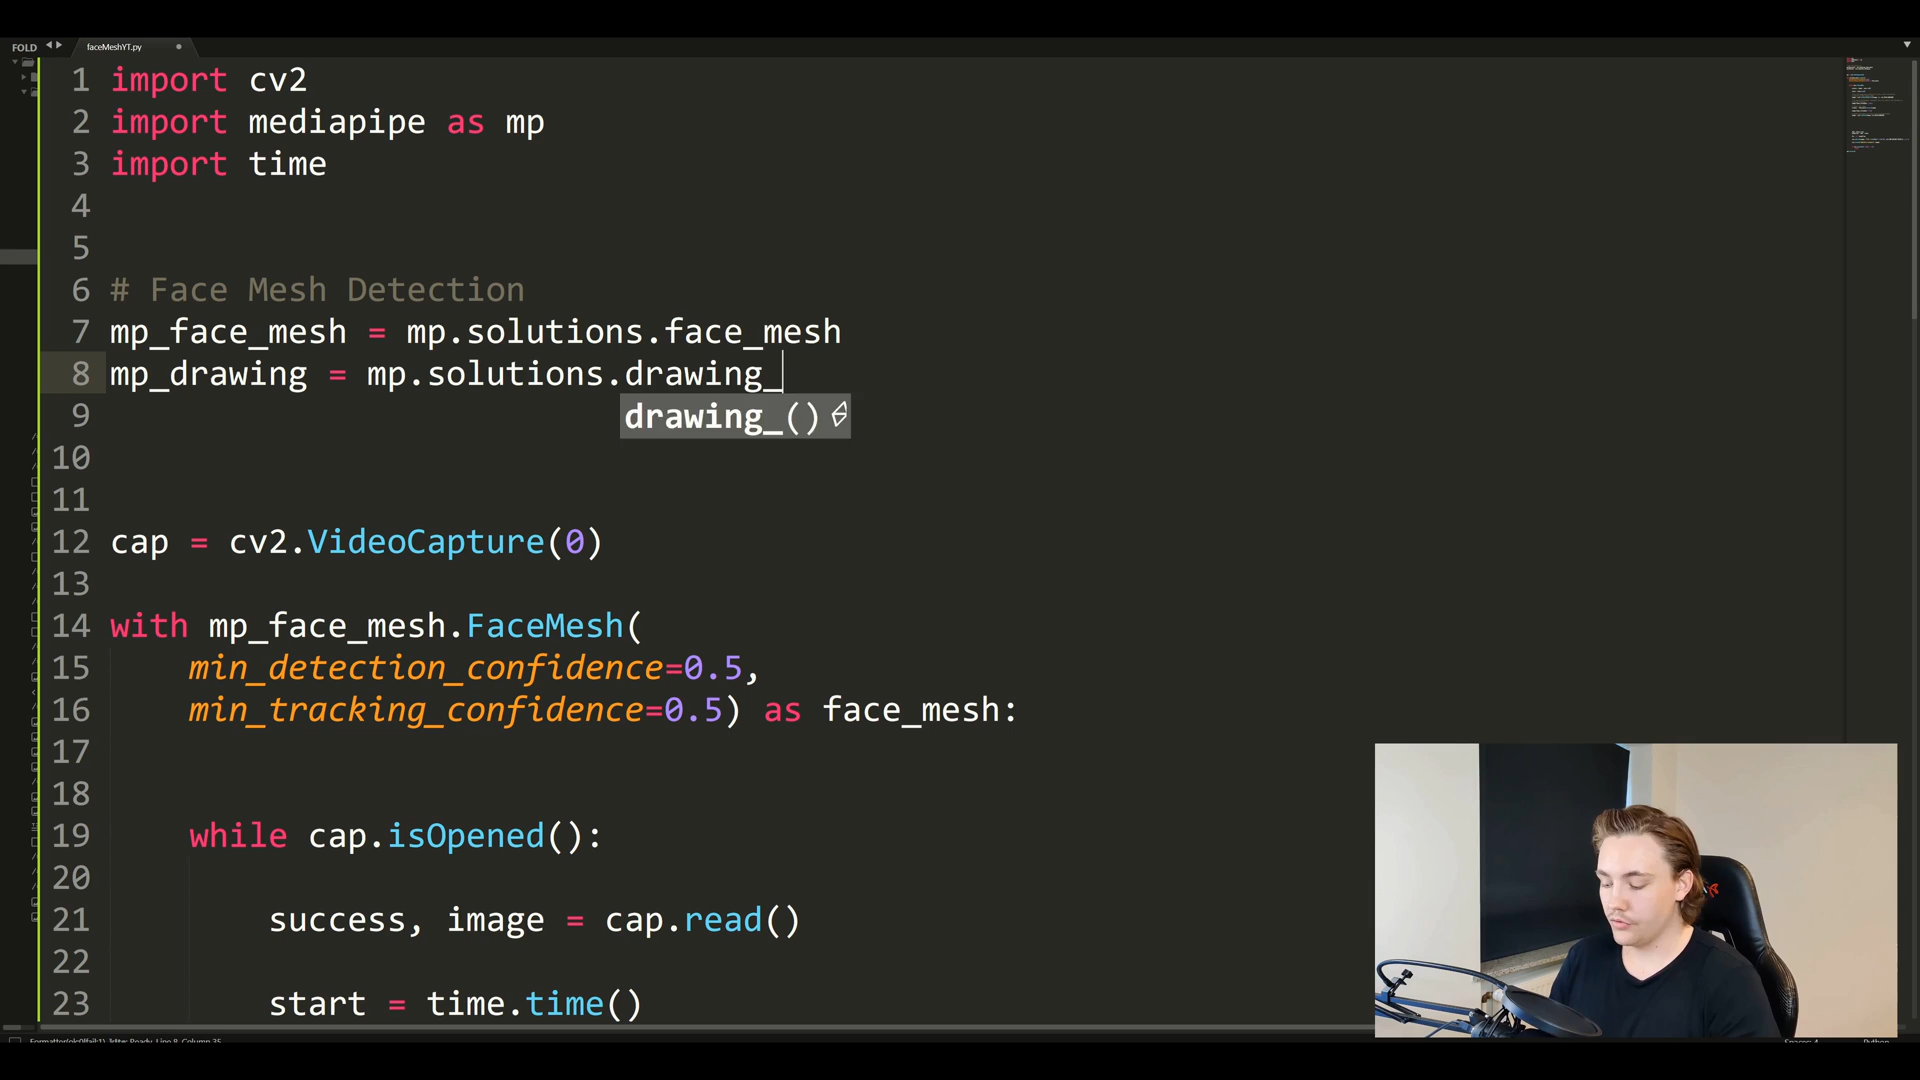 FOLD
faceMeshYT.py
1 import cv2
2 import mediapipe as mp
3 import time
4
5
6 # Face Mesh Detection
7 mp_face_mesh = mp.solutions.face_mesh
8 mp_drawing = mp.solutions.drawing_
9 drawing_()
10
11
12 cap = cv2.VideoCapture(0)
13
14 with mp_face_mesh.FaceMesh(
15 min_detection_confidence=0.5,
16 min_tracking_confidence=0.5) as face_mesh:
17
18
19 while cap.isOpened():
20
21 success, image = cap.read()
22
23 start = time.time()